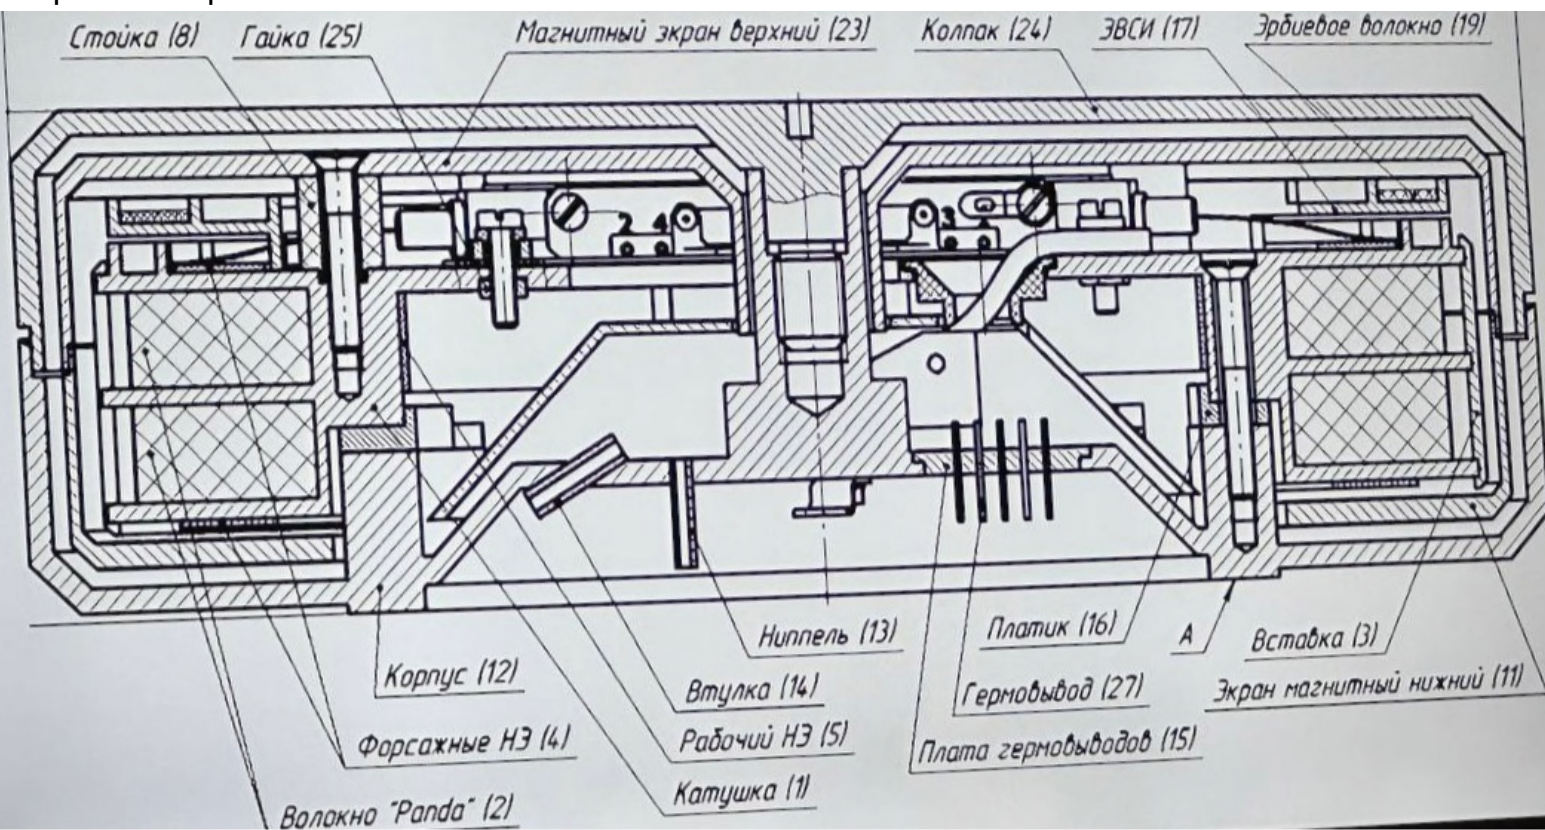 Стойка (8)
Гайка (25)
Магнитный экран верхний (23)
Колпак (24)
ЭВСИ (17)
Эрбиевое волокно (19)
2 4
3
Ниппель (13)
Платик (16)
А
Вставка (3)
Корпус (12)
Втулка (14)
Гермовывод (27)
Экран магнитный нижний (11)
Форсажные НЭ (4)
Рабочий НЭ (5)
Плата гермовыводов (15)
Катушка (1)
Волокно "Panda" (2)